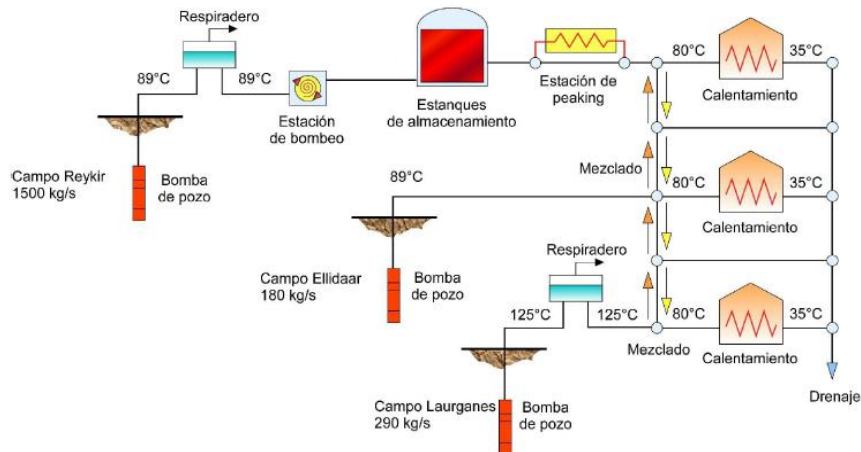 Respiradero
89°C
89°C
80°C
35°C
Estación de
peaking
Calentamiento
Estación
de bombeo
Estanques
de almacenamiento
Campo Reykir
1500 kg/s
Bomba
de pozo
89°C
Mezclado
80°C
35°C
Calentamiento
Respiradero
Campo Ellidaar
180 kg/s
Bomba
de pozo
125°C
125°C
80°C
35°C
Mezclado
Calentamiento
Drenaje
Campo Laurganes
290 kg/s
Bomba
de pozo